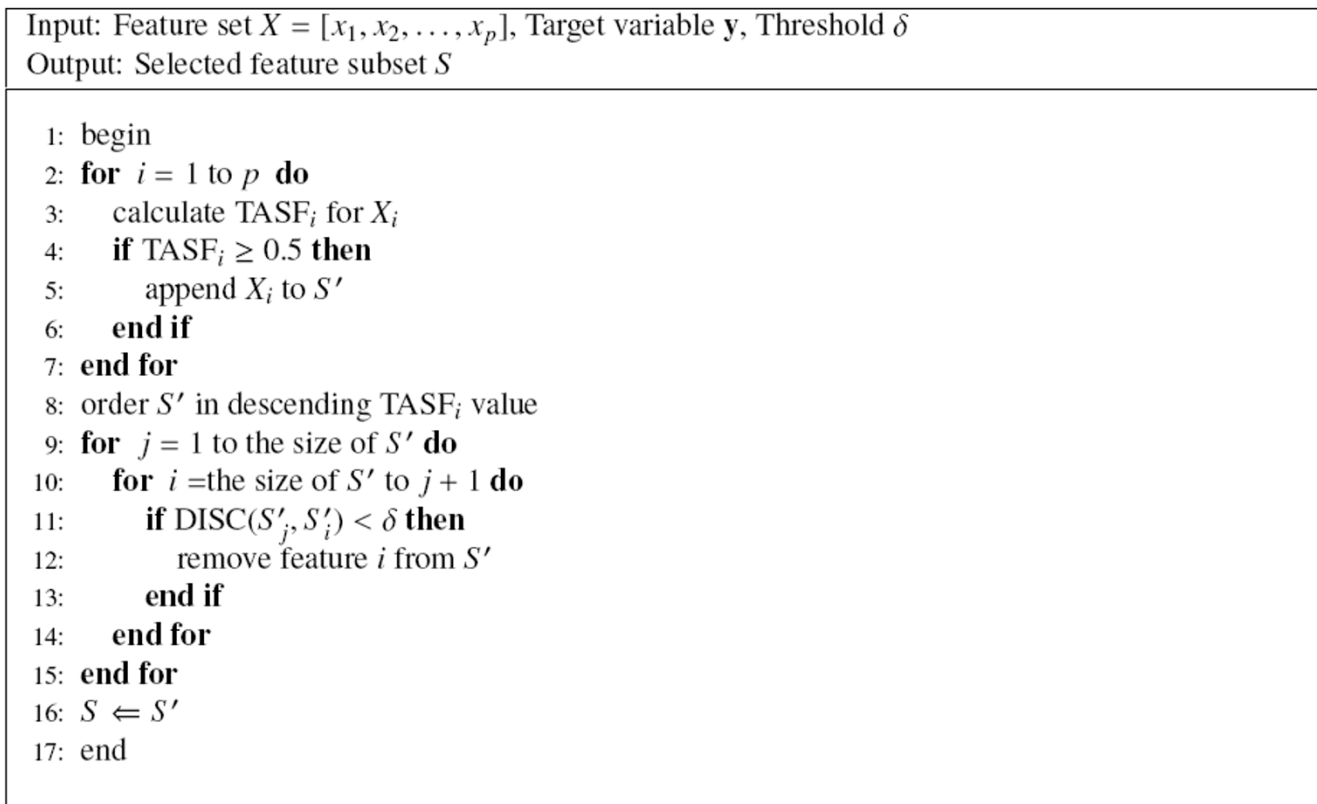 Input: Feature set X = [x₁, x₂, . . . , xₚ], Target variable y, Threshold δ
Output: Selected feature subset S
1: begin
2: for i = 1 to p do
3: calculate TASFᵢ for Xᵢ
4: if TASFᵢ ≥ 0.5 then
5: append Xᵢ to S′
6: end if
7: end for
8: order S′ in descending TASFᵢ value
9: for j = 1 to the size of S′ do
10: for i =the size of S′ to j + 1 do
11: if DISC(S′ⱼ, S′ᵢ) < δ then
12: remove feature i from S′
13: end if
14: end for
15: end for
16: S ⇐ S′
17: end